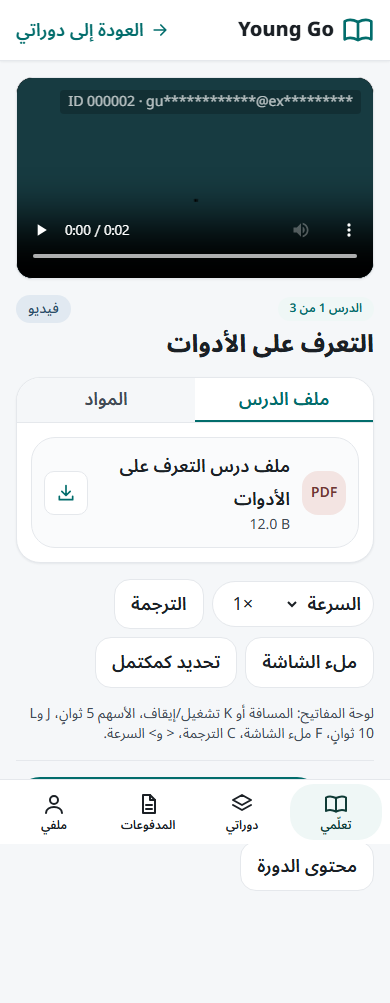 Young Go
العودة إلى دوراتي
ID 000002 · gu************@ex*********
0:00 / 0:02
الدرس 1 من 3
فيديو
التعرف على الأدوات
ملف الدرس
المواد
PDF
ملف درس التعرف على
الأدوات
12.0 B
السرعة
1×
الترجمة
ملء الشاشة
تحديد كمكتمل
لوحة المفاتيح: المسافة أو K تشغيل/إيقاف، الأسهم 5 ثوانٍ، J وL
10 ثوانٍ، F ملء الشاشة، C الترجمة، < و> السرعة.
تعلّمي
دوراتي
المدفوعات
ملفي
محتوى الدورة